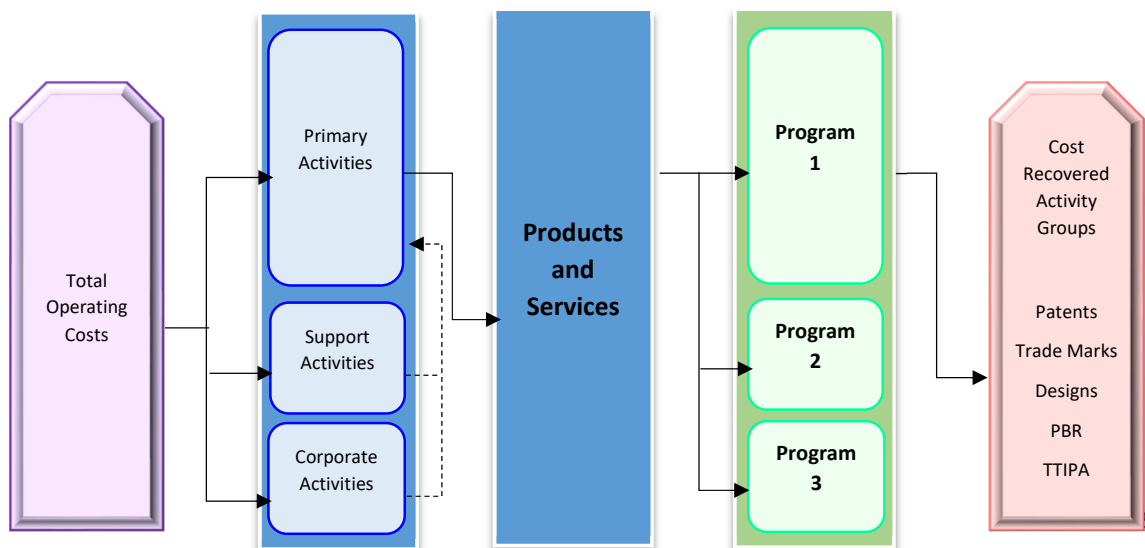 Total
Operating
Costs
Primary
Activities
Support
Activities
Corporate
Activities
Products
and
Services
Program
1
Program
2
Program
3
Cost
Recovered
Activity
Groups
Patents
Trade Marks
Designs
PBR
TTIPA